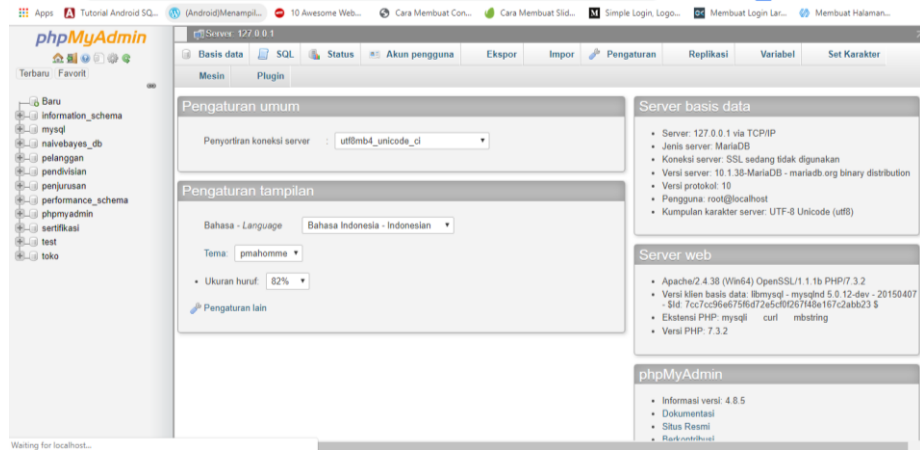 Apps Tutorial Android SQ... (Android)Menampil... 10 Awesome Web... Cara Membuat Con... Cara Membuat Slid... Simple Login, Logo... Membuat Login Lar... Membuat Halaman...
phpMyAdmin
Terbaru Favorit
Baru
information_schema
mysql
naivebayes_db
pelanggan
pendivisian
penjurusan
performance_schema
phpmyadmin
sertifikasi
test
toko
Server: 127.0.0.1
Basis data SQL Status Akun pengguna Ekspor Impor Pengaturan Replikasi Variabel Set Karakter
Mesin Plugin
Pengaturan umum
Penyortiran koneksi server : utf8mb4_unicode_ci
Pengaturan tampilan
Bahasa - Language Bahasa Indonesia - Indonesian
Tema: pmahomme
• Ukuran huruf: 82%
Pengaturan lain
Server basis data
• Server: 127.0.0.1 via TCP/IP
• Jenis server: MariaDB
• Koneksi server: SSL sedang tidak digunakan
• Versi server: 10.1.38-MariaDB - mariadb.org binary distribution
• Versi protokol: 10
• Pengguna: root@localhost
• Kumpulan karakter server: UTF-8 Unicode (utf8)
Server web
• Apache/2.4.38 (Win64) OpenSSL/1.1.1b PHP/7.3.2
• Versi klien basis data: libmysql - mysqlnd 5.0.12-dev - 20150407
- $Id: 7cc7cc96e675f6d72e5cf0f267f48e167c2abb23 $
• Ekstensi PHP: mysqli curl mbstring
• Versi PHP: 7.3.2
phpMyAdmin
• Informasi versi: 4.8.5
• Dokumentasi
• Situs Resmi
• Berkontribusi
Waiting for localhost...